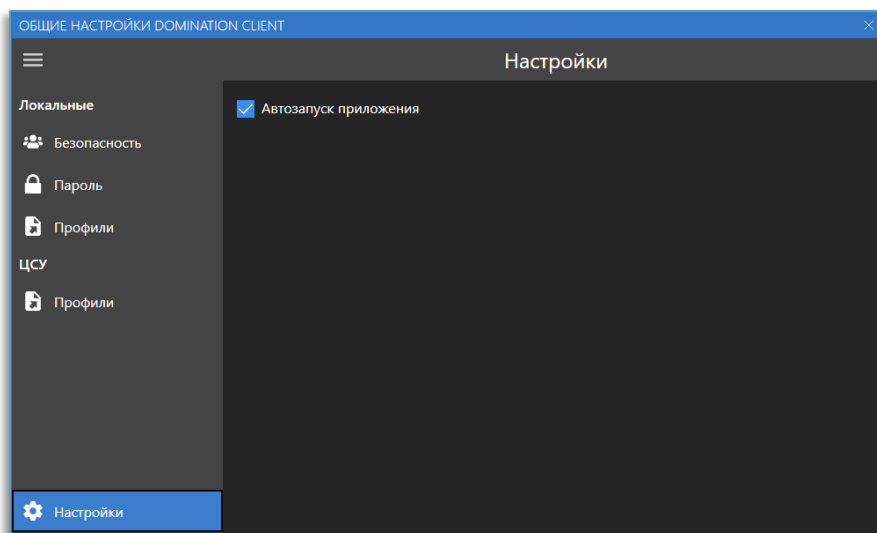 ОБЩИЕ НАСТРОЙКИ DOMINATION CLIENT
Настройки
Локальные
Автозапуск приложения
Безопасность
Пароль
Профили
ЦСУ
Профили
Настройки